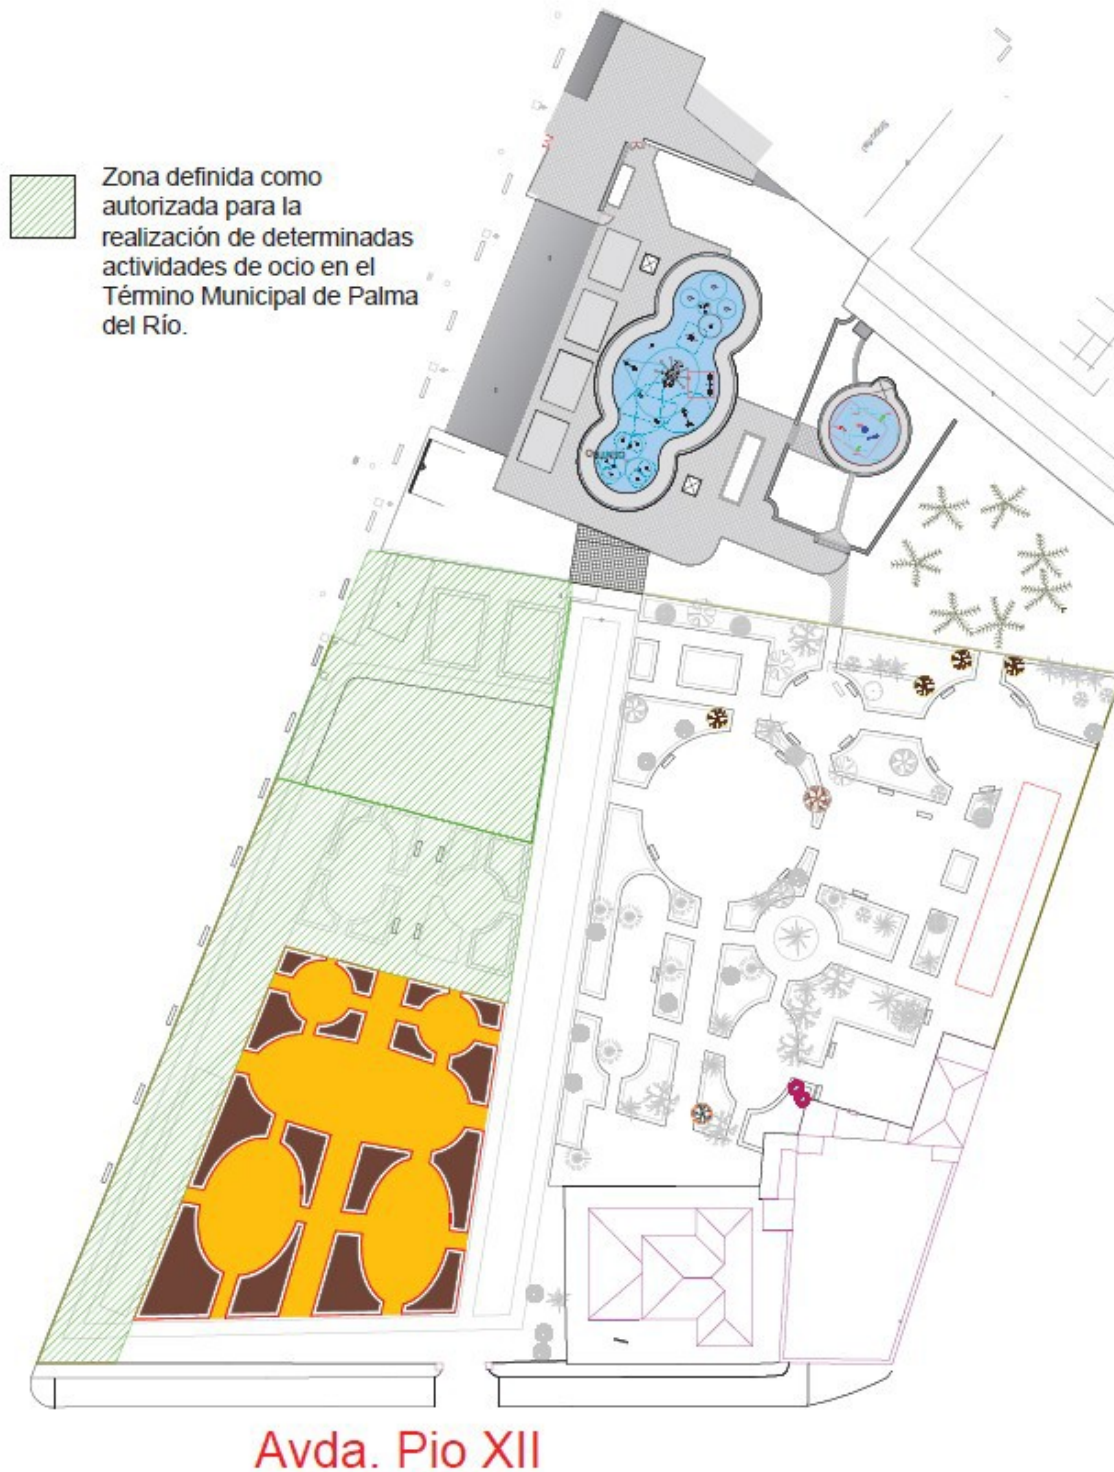 Zona definida como
autorizada para la
realización de determinadas
actividades de ocio en el
Término Municipal de Palma
del Río.
CENTRO
Avda. Pio XII